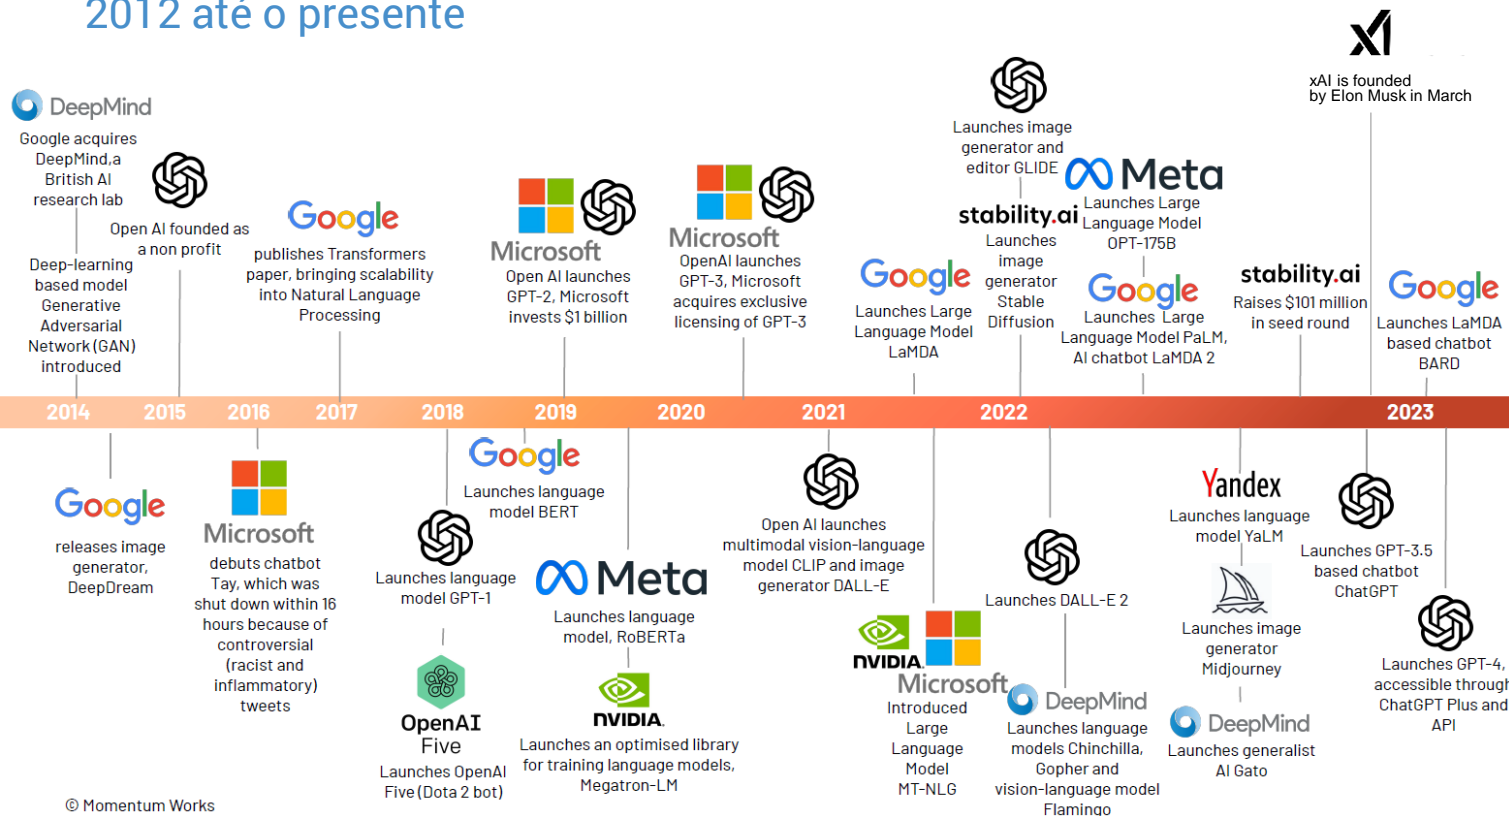 2012 até o presente
xAI is founded
by Elon Musk in March
DeepMind
Google acquires
DeepMind,a
British AI
research lab
Deep-learning
based model
Generative
Adversarial
Network (GAN)
introduced
Open AI founded as
a non profit
Google
publishes Transformers
paper, bringing scalability
into Natural Language
Processing
Microsoft
Open AI launches
GPT-2, Microsoft
invests $1 billion
Microsoft
OpenAI launches
GPT-3, Microsoft
acquires exclusive
licensing of GPT-3
Google
Launches Large
Language Model
LaMDA
Launches image
generator and
editor GLIDE
stability.ai
Launches
image
generator
Stable
Diffusion
Meta
Launches Large
Language Model
OPT-175B
Google
Launches Large
Language Model PaLM,
AI chatbot LaMDA 2
stability.ai
Raises $101 million
in seed round
Google
Launches LaMDA
based chatbot
BARD
2014 2015 2016 2017 2018 2019 2020 2021 2022 2023
Google
releases image
generator,
DeepDream
Microsoft
debuts chatbot
Tay, which was
shut down within 16
hours because of
controversial
(racist and
inflammatory)
tweets
Launches language
model GPT-1
OpenAI
Five
Launches OpenAI
Five (Dota 2 bot)
Google
Launches language
model BERT
Meta
Launches language
model, RoBERTa
NVIDIA.
Launches an optimised library
for training language models,
Megatron-LM
Open AI launches
multimodal vision-language
model CLIP and image
generator DALL-E
NVIDIA.
Microsoft
Introduced
Large
Language
Model
MT-NLG
Launches DALL-E 2
DeepMind
Launches language
models Chinchilla,
Gopher and
vision-language model
Flamingo
Yandex
Launches language
model YaLM
Launches image
generator
Midjourney
DeepMind
Launches generalist
AI Gato
Launches GPT-3.5
based chatbot
ChatGPT
Launches GPT-4,
accessible through
ChatGPT Plus and
API
© Momentum Works